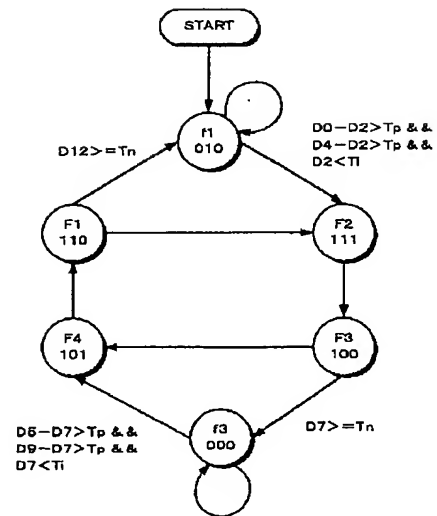 START
f1
010
D12>=Tn
D0-D2>Tp &&
D4-D2>Tp &&
D2<Ti
F1
110
F2
111
F4
101
F3
100
D5-D7>Tp &&
D9-D7>Tp &&
D7<Ti
f3
000
D7>=Tn